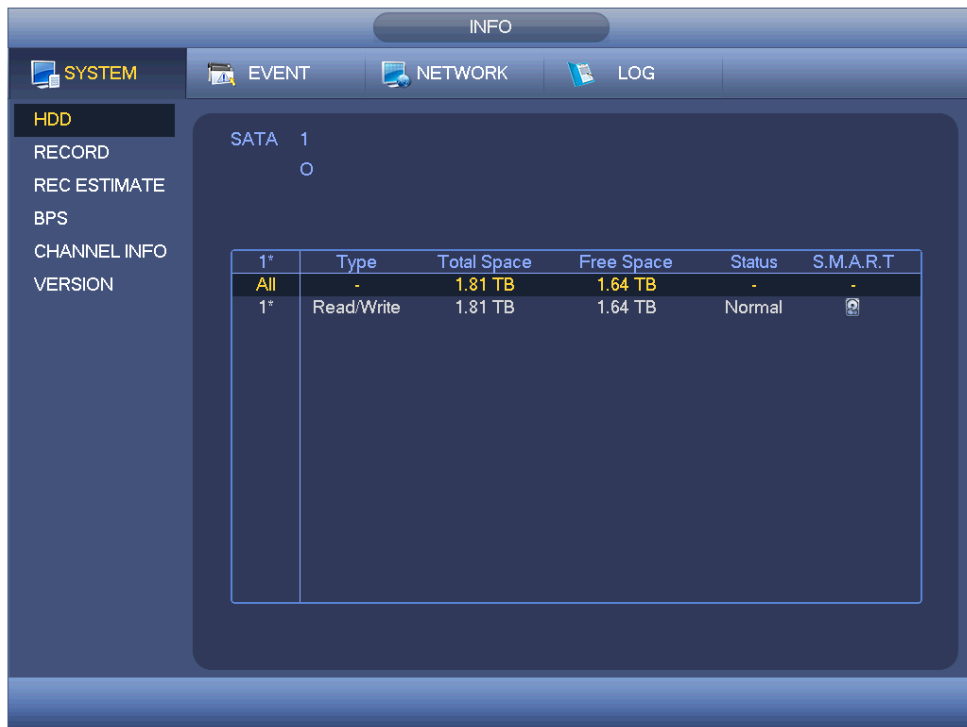 INFO
SYSTEM EVENT NETWORK LOG
HDD
RECORD
REC ESTIMATE
BPS
CHANNEL INFO
VERSION
SATA 1
O
1* Type Total Space Free Space Status S.M.A.R.T
All - 1.81 TB 1.64 TB - -
1* Read/Write 1.81 TB 1.64 TB Normal